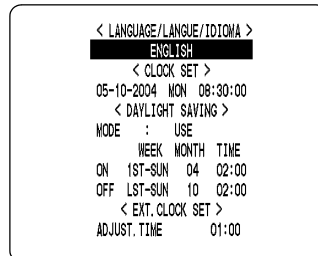 < LANGUAGE/LANGUE/IDIOMA >
ENGLISH
< CLOCK SET >
05-10-2004 MON 08:30:00
< DAYLIGHT SAVING >
MODE : USE
WEEK MONTH TIME
ON 1ST-SUN 04 02:00
OFF LST-SUN 10 02:00
< EXT. CLOCK SET >
ADJUST. TIME 01:00